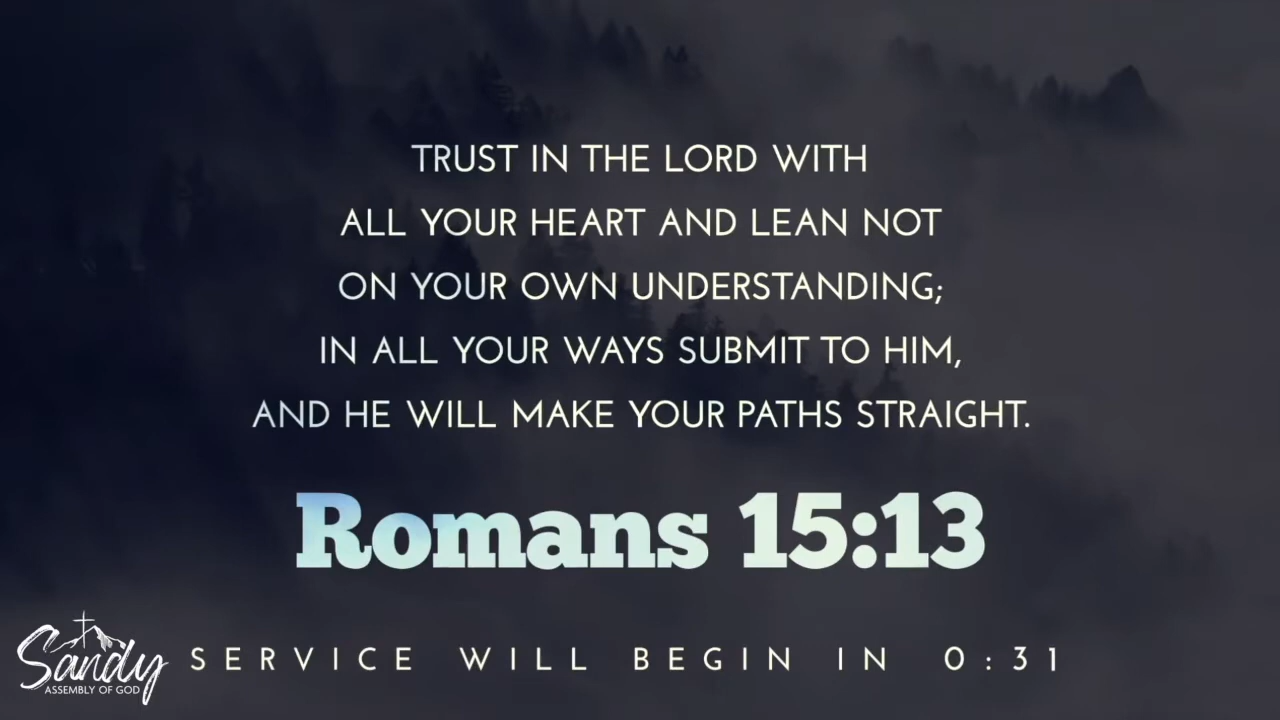 TRUST IN THE LORD WITH
ALL YOUR HEART AND LEAN NOT
ON YOUR OWN UNDERSTANDING;
IN ALL YOUR WAYS SUBMIT TO HIM,
AND HE WILL MAKE YOUR PATHS STRAIGHT.
Romans 15:13
Sandy
ASSEMBLY OF GOD
SERVICE WILL BEGIN IN 0:31